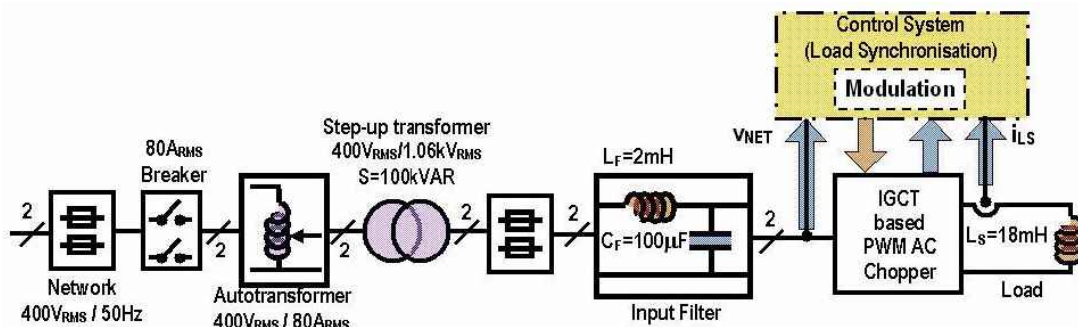 Control System
(Load Synchronisation)
Modulation
VNET
iLS
Step-up transformer
400VRMS/1.06kVRMS
S=100kVAR
80ARMS
Breaker
LF=2mH
CF=100µF
2
2
2
2
2
2
IGCT
based
PWM AC
Chopper
LS=18mH
Load
Network
400VRMS / 50Hz
Autotransformer
400VRMS / 80ARMS
Input Filter